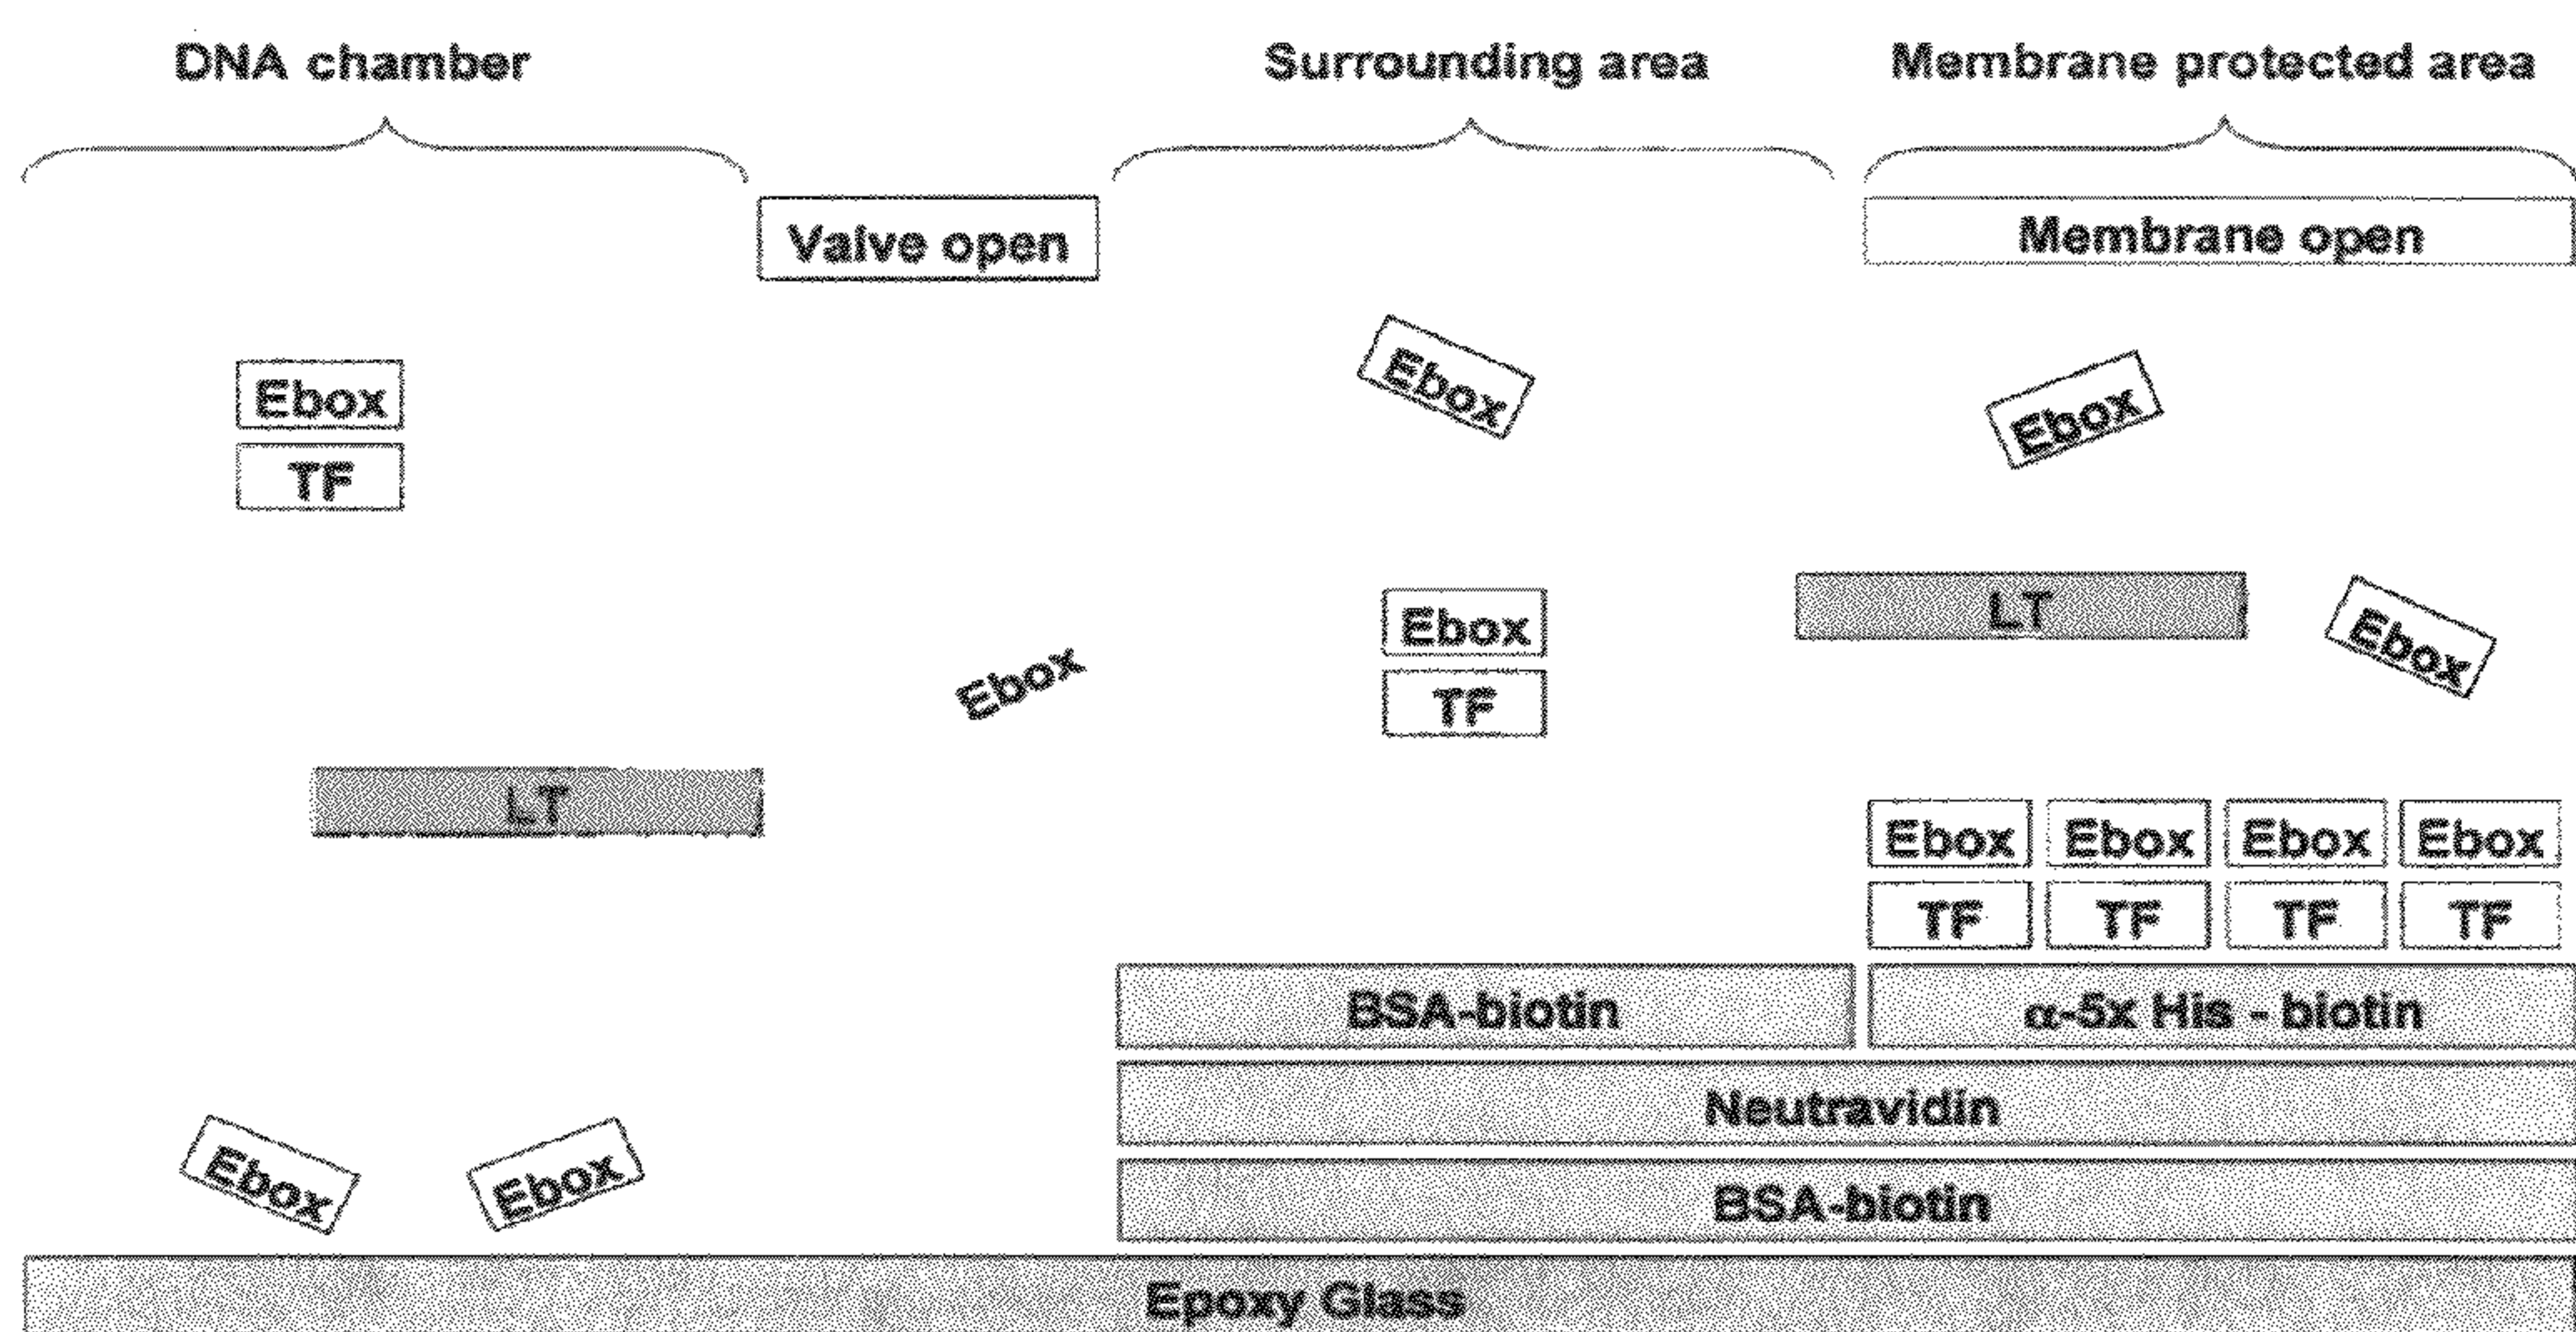 DNA chamber
Surrounding area
Membrane protected area
Valve open
Membrane open
Ebox
Ebox
Ebox
TF
Ebox
LT
Ebox
Ebox
TF
LT
Ebox Ebox Ebox Ebox
TF TF TF TF
BSA-biotin
α-5x His - biotin
Neutravidin
Ebox
Ebox
BSA-biotin
Epoxy Glass